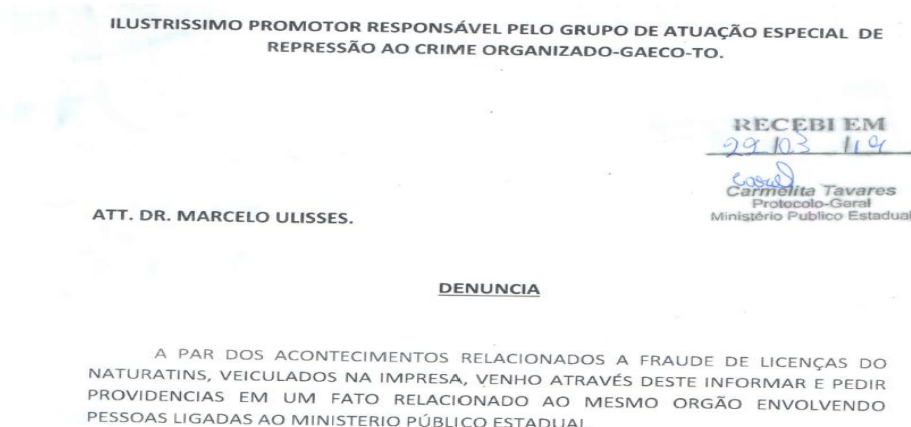 ILUSTRISSIMO PROMOTOR RESPONSÁVEL PELO GRUPO DE ATUAÇÃO ESPECIAL DE
REPRESSÃO AO CRIME ORGANIZADO-GAECO-TO.
RECEBI EM
29/03/19
Carmelita Tavares
Protocolo-Geral
Ministério Publico Estadual
ATT. DR. MARCELO ULISSES.
DENUNCIA
A PAR DOS ACONTECIMENTOS RELACIONADOS A FRAUDE DE LICENÇAS DO
NATURATINS, VEICULADOS NA IMPRESA, VENHO ATRAVÉS DESTE INFORMAR E PEDIR
PROVIDENCIAS EM UM FATO RELACIONADO AO MESMO ORGÃO ENVOLVENDO
PESSOAS LIGADAS AO MINISTERIO PÚBLICO ESTADUAL